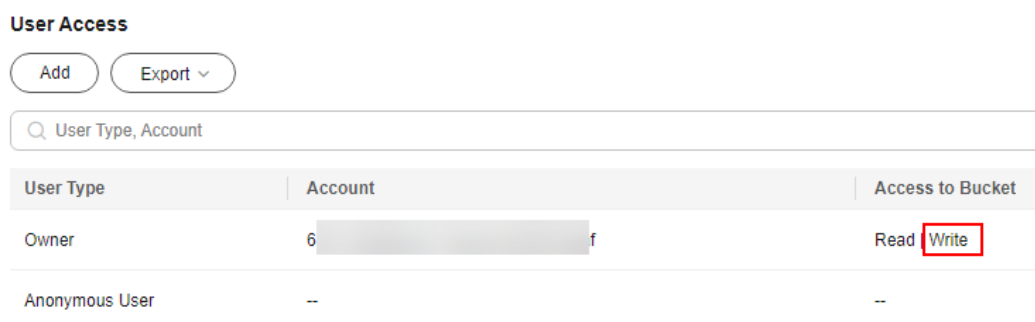 User Access
Add Export
User Type, Account
User Type Account Access to Bucket
Owner 6 f Read | Write
Anonymous User -- --